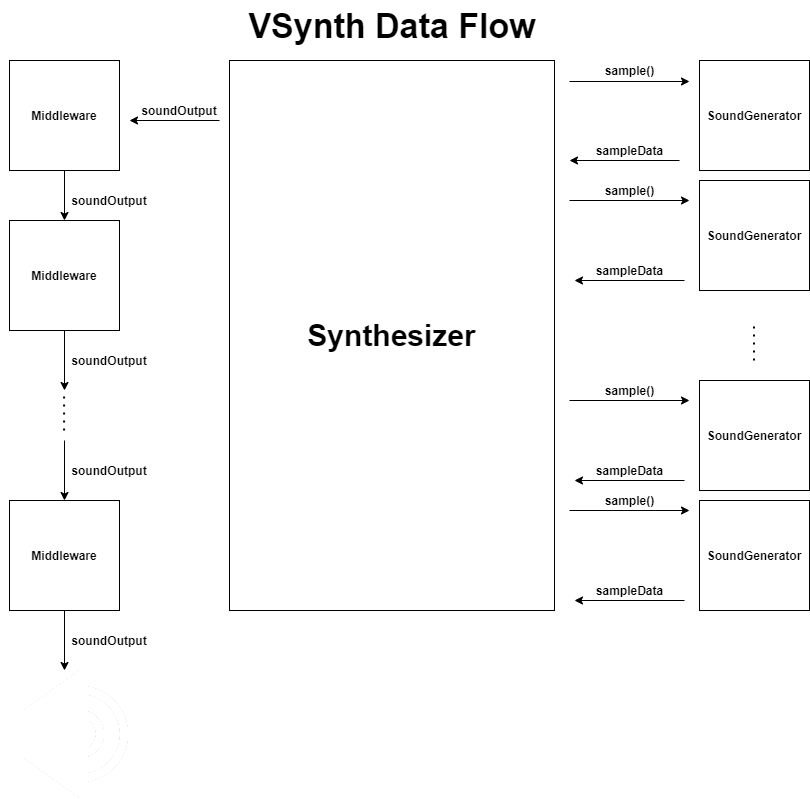 VSynth Data Flow
Middleware
soundOutput
soundOutput
Middleware
soundOutput
soundOutput
Middleware
soundOutput
Synthesizer
sample()
SoundGenerator
sampleData
sample()
SoundGenerator
sampleData
sample()
SoundGenerator
sampleData
sample()
SoundGenerator
sampleData